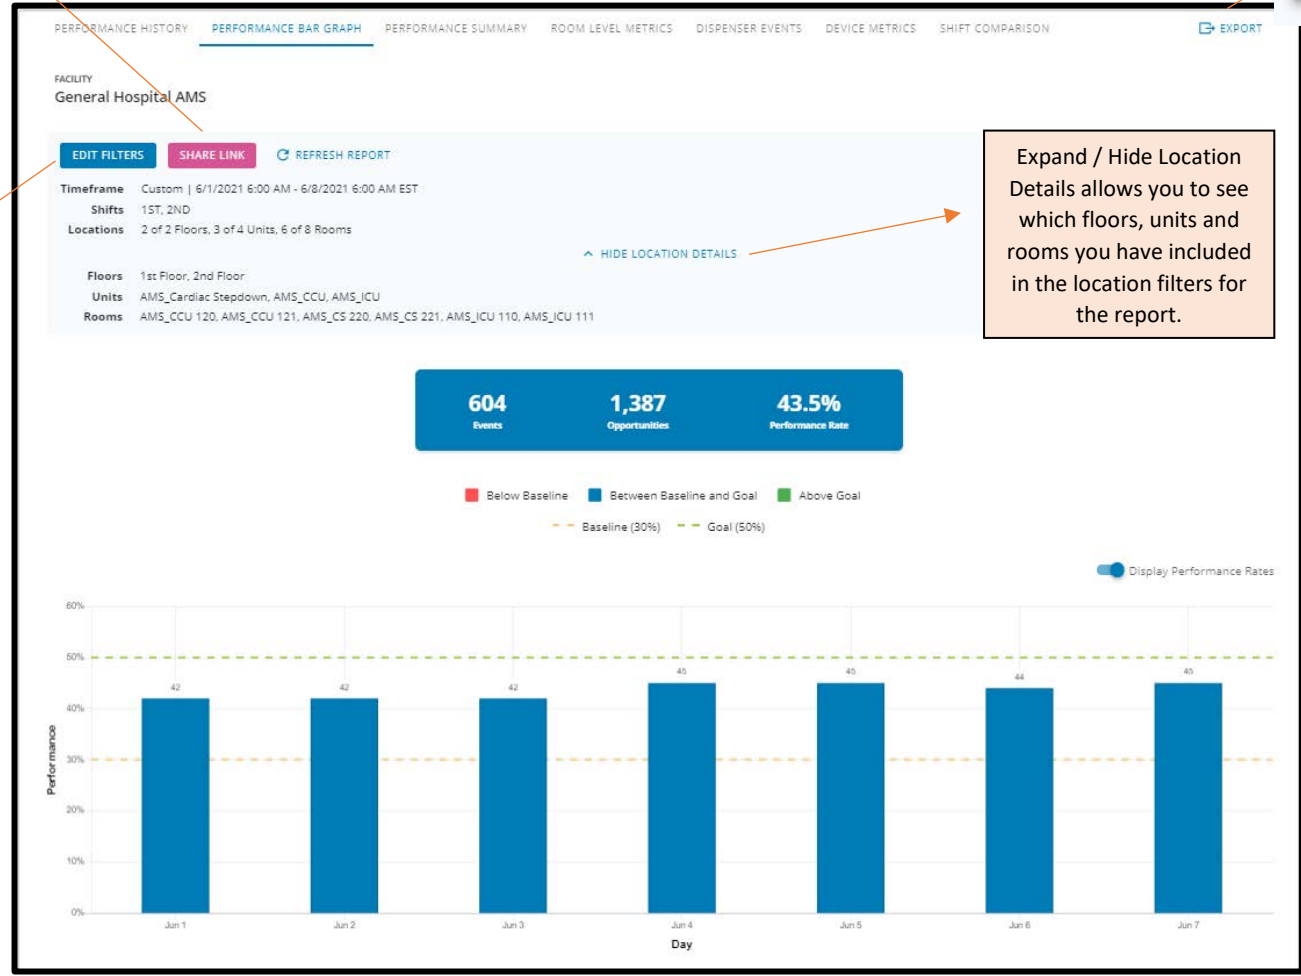 PERFORMANCE HISTORY PERFORMANCE BAR GRAPH PERFORMANCE SUMMARY ROOM LEVEL METRICS DISPENSER EVENTS DEVICE METRICS SHIFT COMPARISON EXPORT
FACILITY
General Hospital AMS
EDIT FILTERS SHARE LINK REFRESH REPORT
Timeframe Custom | 6/1/2021 6:00 AM - 6/8/2021 6:00 AM EST
Shifts 1ST, 2ND
Locations 2 of 2 Floors, 3 of 4 Units, 6 of 8 Rooms
HIDE LOCATION DETAILS
Floors 1st Floor, 2nd Floor
Units AMS_Cardiac Stepdown, AMS_CCU, AMS_ICU
Rooms AMS_CCU 120, AMS_CCU 121, AMS_CS 220, AMS_CS 221, AMS_ICU 110, AMS_ICU 111
Expand / Hide Location
Details allows you to see
which floors, units and
rooms you have included
in the location filters for
the report.
604 1,387 43.5%
Events Opportunities Performance Rate
Below Baseline Between Baseline and Goal Above Goal
Baseline (30%) Goal (50%)
Display Performance Rates
60%
50%
40%
30%
20%
10%
0%
Performance
42 42 42 45 45 44 45
Jun 1 Jun 2 Jun 3 Jun 4 Jun 5 Jun 6 Jun 7
Day